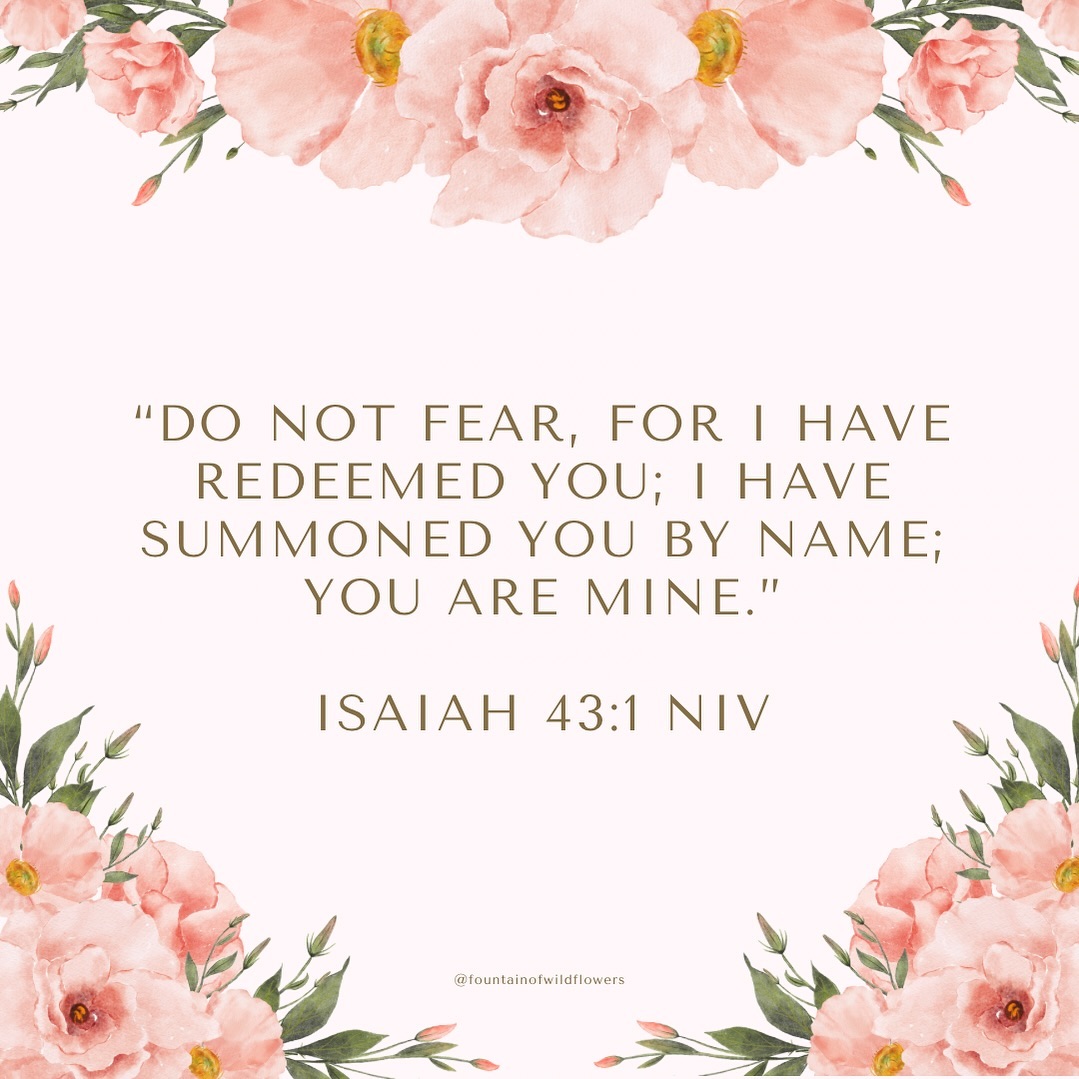 “DO NOT FEAR, FOR I HAVE
REDEEMED YOU; I HAVE
SUMMONED YOU BY NAME;
YOU ARE MINE.”
ISAIAH 43:1 NIV
@fountainofwildflowers